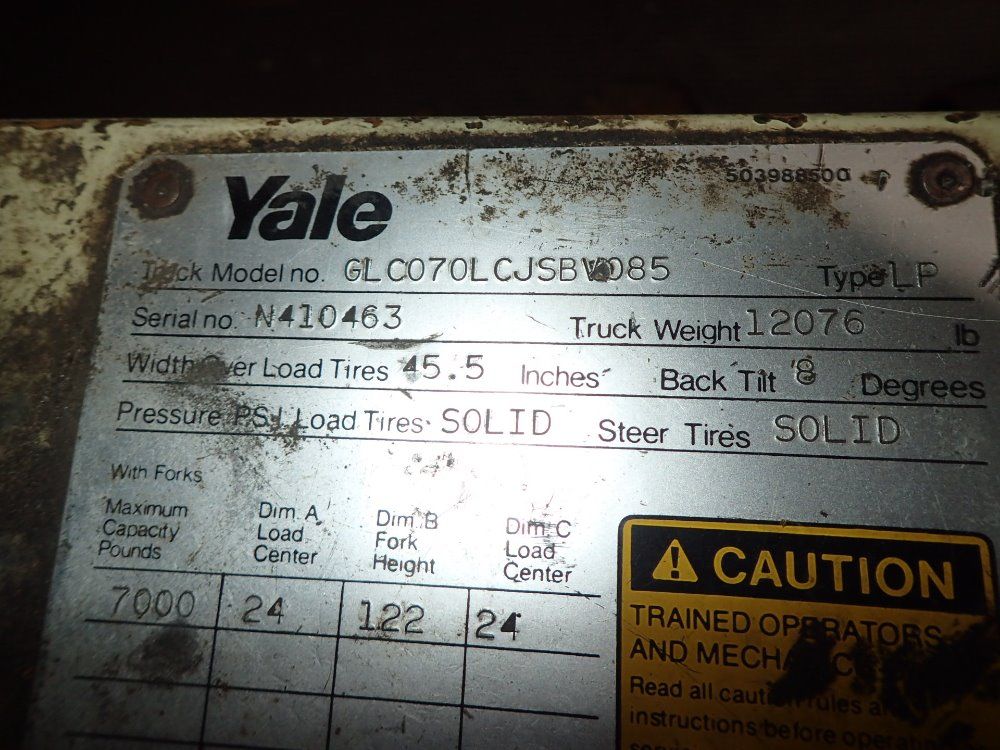 Yale
503988500
Truck Model no. GLC070LCJSBV085 Type LP
Serial no. N410463 Truck Weight 12076 lb
Width Over Load Tires 45.5 Inches Back Tilt 8 Degrees
Pressure PSI Load Tires SOLID Steer Tires SOLID
With Forks
Maximum Capacity Pounds
Dim. A Load Center
Dim. B Fork Height
Dim. C Load Center
7000 24 122 24
CAUTION
TRAINED OPERATORS
AND MECHANICS
Read all caution rules
instructions before